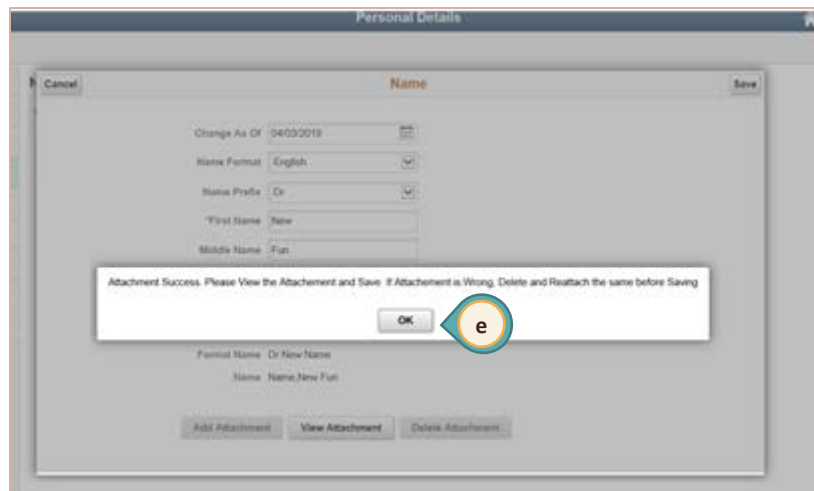 Personal Details
Cancel
Name
Save
Change As Of 04/03/2019
Name Format English
Name Prefix Dr
*First Name New
Middle Name Fun
Attachment Success. Please View the Attachement and Save. If Attachement is Wrong, Delete and Reattach the same before Saving
OK
e
Format Name Dr New Name
Name Name,New Fun
Add Attachment View Attachment Delete Attachment